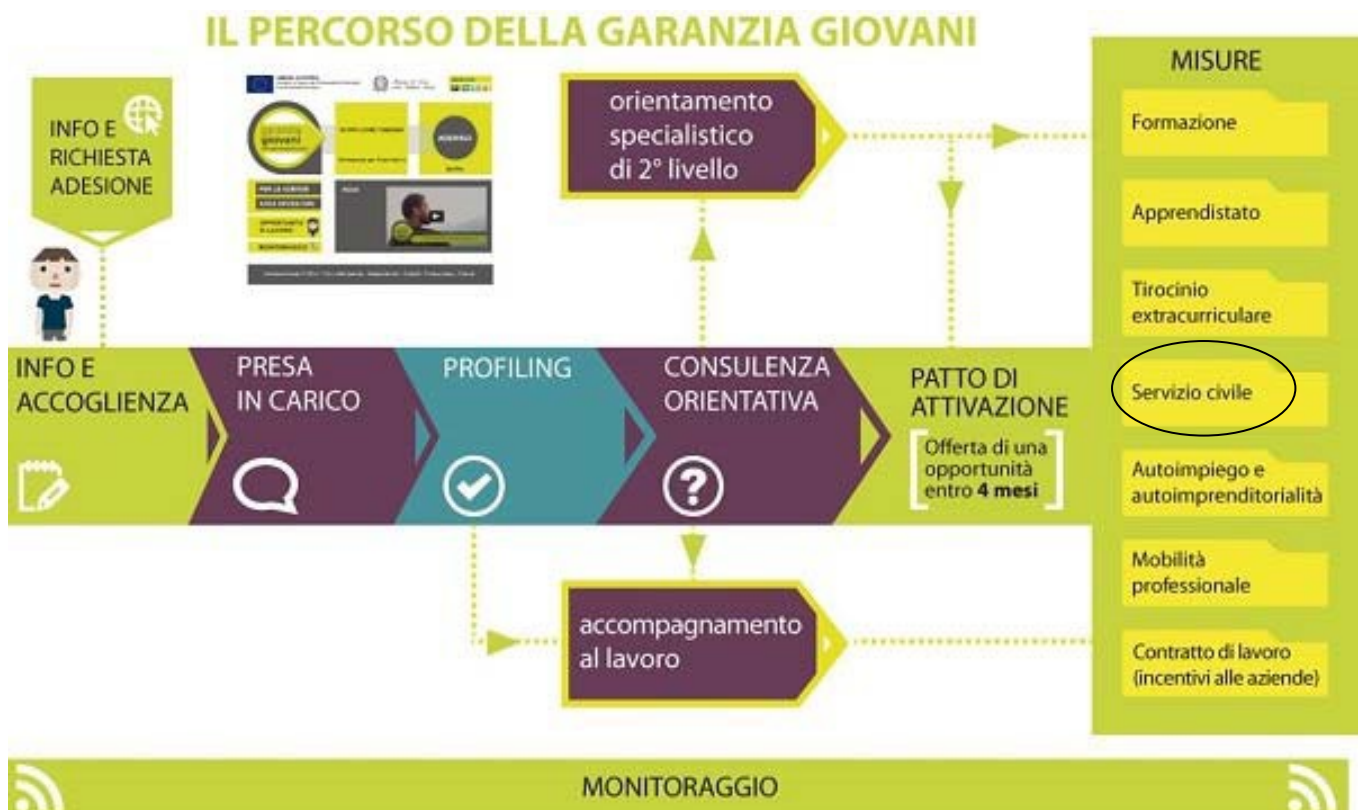 IL PERCORSO DELLA GARANZIA GIOVANI
INFO E
RICHIESTA
ADESIONE
giovani
orientamento
specialistico
di 2° livello
INFO E
ACCOGLIENZA
PRESA
IN CARICO
PROFILING
CONSULENZA
ORIENTATIVA
PATTO DI
ATTIVAZIONE
Offerta di una
opportunità
entro 4 mesi
accompagnamento
al lavoro
MISURE
Formazione
Apprendistato
Tirocinio
extracurriculare
Servizio civile
Autoimpiego e
autoimprenditorialità
Mobilità
professionale
Contratto di lavoro
(incentivi alle aziende)
MONITORAGGIO